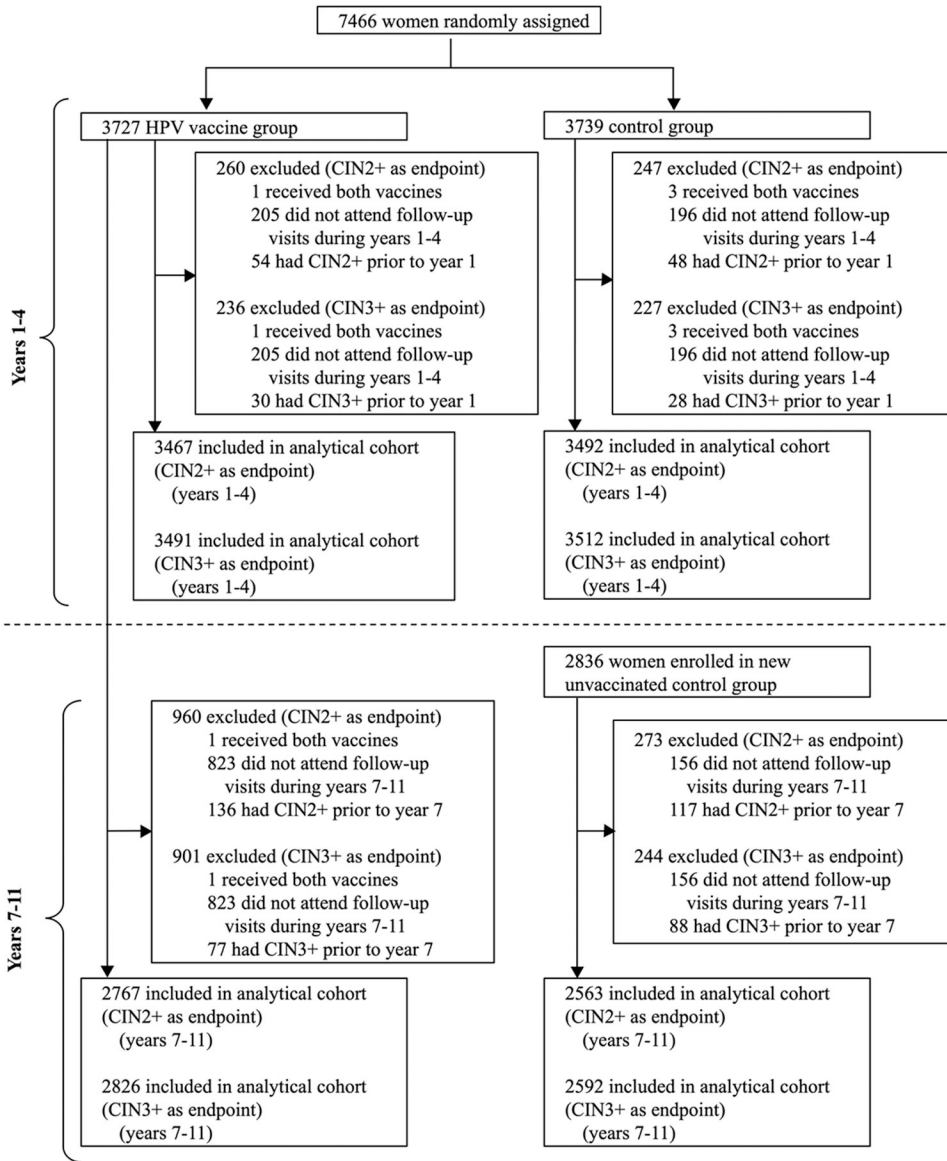 7466 women randomly assigned
3727 HPV vaccine group
3739 control group
260 excluded (CIN2+ as endpoint)
1 received both vaccines
205 did not attend follow-up
visits during years 1-4
54 had CIN2+ prior to year 1
236 excluded (CIN3+ as endpoint)
1 received both vaccines
205 did not attend follow-up
visits during years 1-4
30 had CIN3+ prior to year 1
247 excluded (CIN2+ as endpoint)
3 received both vaccines
196 did not attend follow-up
visits during years 1-4
48 had CIN2+ prior to year 1
227 excluded (CIN3+ as endpoint)
3 received both vaccines
196 did not attend follow-up
visits during years 1-4
28 had CIN3+ prior to year 1
Years 1-4
3467 included in analytical cohort
(CIN2+ as endpoint)
(years 1-4)
3491 included in analytical cohort
(CIN3+ as endpoint)
(years 1-4)
3492 included in analytical cohort
(CIN2+ as endpoint)
(years 1-4)
3512 included in analytical cohort
(CIN3+ as endpoint)
(years 1-4)
2836 women enrolled in new
unvaccinated control group
960 excluded (CIN2+ as endpoint)
1 received both vaccines
823 did not attend follow-up
visits during years 7-11
136 had CIN2+ prior to year 7
901 excluded (CIN3+ as endpoint)
1 received both vaccines
823 did not attend follow-up
visits during years 7-11
77 had CIN3+ prior to year 7
273 excluded (CIN2+ as endpoint)
156 did not attend follow-up
visits during years 7-11
117 had CIN2+ prior to year 7
244 excluded (CIN3+ as endpoint)
156 did not attend follow-up
visits during years 7-11
88 had CIN3+ prior to year 7
Years 7-11
2767 included in analytical cohort
(CIN2+ as endpoint)
(years 7-11)
2826 included in analytical cohort
(CIN3+ as endpoint)
(years 7-11)
2563 included in analytical cohort
(CIN2+ as endpoint)
(years 7-11)
2592 included in analytical cohort
(CIN3+ as endpoint)
(years 7-11)